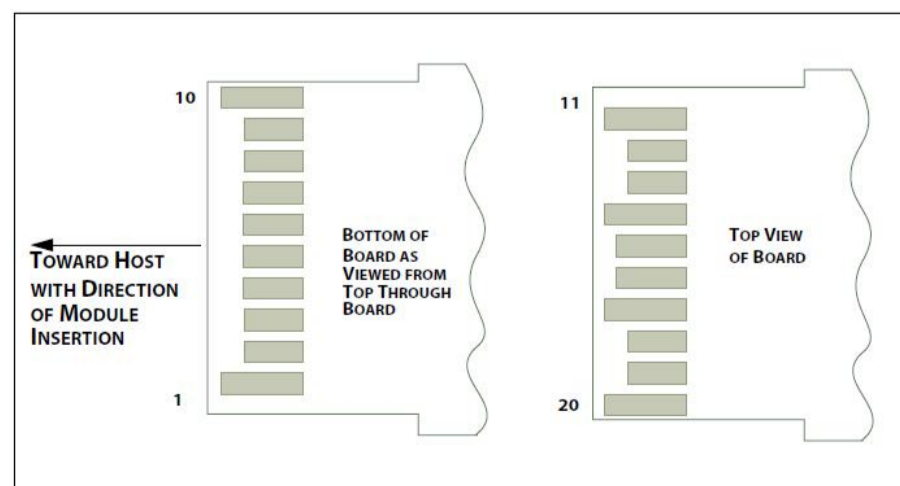 10
1
TOWARD HOST
WITH DIRECTION
OF MODULE
INSERTION
BOTTOM OF
BOARD AS
VIEWED FROM
TOP THROUGH
BOARD
11
20
TOP VIEW
OF BOARD